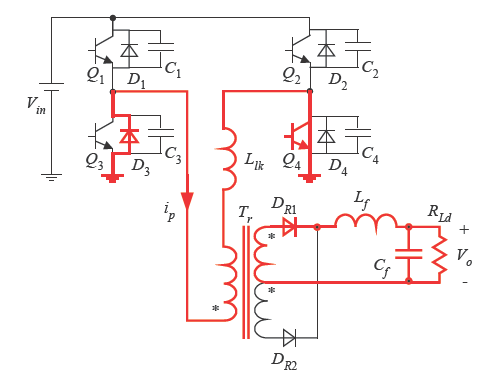 Q1 D1 C1 Q2 D2 C2
Vin
Q3 D3 C3 Llk Q4 D4 C4
ip Tr DR1 Lf RLd
+
* * Cf Vo
-
*
DR2